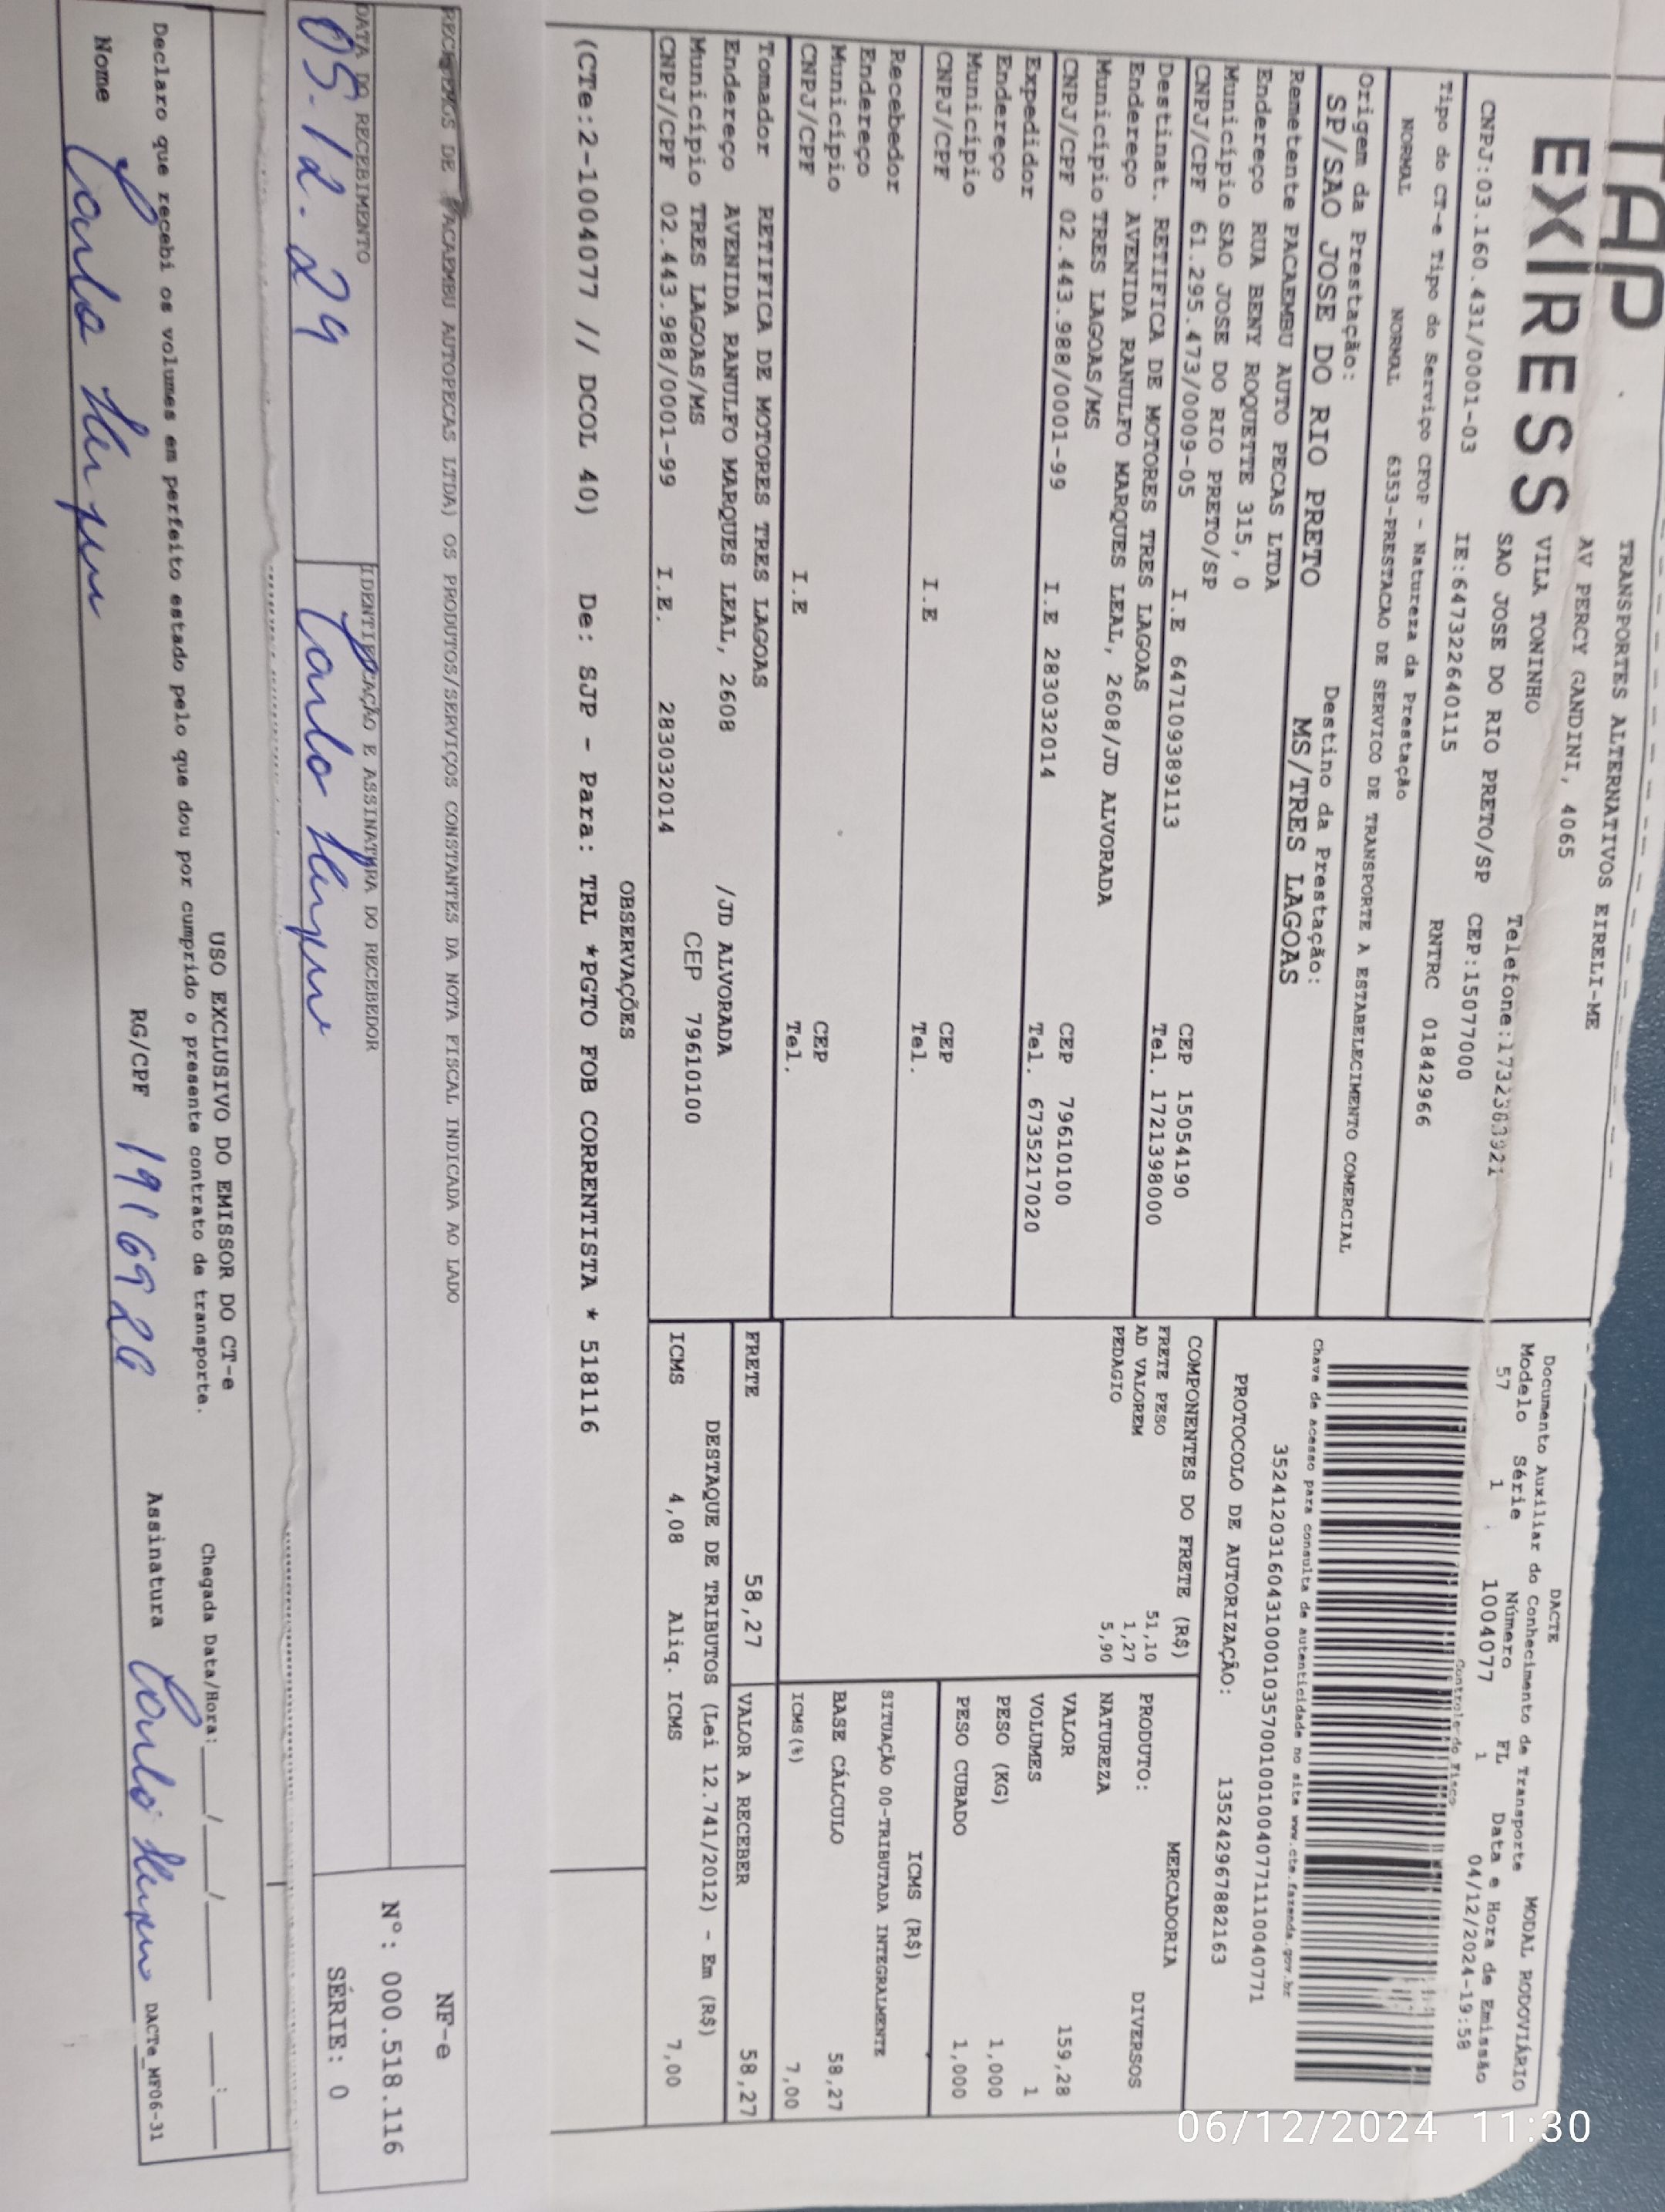 TAP
EXPRESS
TRANSPORTES ALTERNATIVOS EIRELI-ME
AV PERCY GANDINI, 4065
VILA TONINHO
SAO JOSE DO RIO PRETO/SP
Telefone:1732383921
CNPJ:03.160.431/0001-03
IE:647322640115
CEP:15077000
RNTRC 01842966
Tipo do CT-e Tipo do Serviço CFOP - Natureza da Prestação
NORMAL NORMAL 6353-PRESTACAO DE SERVICO DE TRANSPORTE A ESTABELECIMENTO COMERCIAL
Origem da Prestação: Destino da Prestação:
SP/SAO JOSE DO RIO PRETO MS/TRES LAGOAS
Remetente PACAEMBU AUTO PECAS LTDA
Endereço RUA BENY ROQUETTE 315, 0
Município SAO JOSE DO RIO PRETO/SP CEP 15054190
CNPJ/CPF 61.295.473/0009-05 I.E 647109389113 Tel. 1721398000
Destinat. RETIFICA DE MOTORES TRES LAGOAS
Endereço AVENIDA RANULFO MARQUES LEAL, 2608/JD ALVORADA
Município TRES LAGOAS/MS CEP 79610100
CNPJ/CPF 02.443.988/0001-99 I.E 283032014 Tel. 6735217020
Expedidor
Endereço
Município CEP
CNPJ/CPF I.E Tel.
Recebedor
Endereço
Município CEP
CNPJ/CPF I.E Tel.
Tomador RETIFICA DE MOTORES TRES LAGOAS
Endereço AVENIDA RANULFO MARQUES LEAL, 2608 /JD ALVORADA
Município TRES LAGOAS/MS CEP 79610100
CNPJ/CPF 02.443.988/0001-99 I.E. 283032014
DACTE
Documento Auxiliar do Conhecimento de Transporte MODAL RODOVIÁRIO
Modelo Série Número FL Data e Hora de Emissão
57 1 1004077 1 04/12/2024-19:58
Controle do Fisco
Chave de acesso para consulta de autenticidade no site www.cte.fazenda.gov.br
35241203160431000103570010010040771110040771
PROTOCOLO DE AUTORIZAÇÃO: 135242967882163
COMPONENTES DO FRETE (R$)
FRETE PESO 51,10
AD VALOREM 1,27
PEDAGIO 5,90
MERCADORIA
PRODUTO: DIVERSOS
NATUREZA
VALOR 159,28
VOLUMES 1
PESO (KG) 1,000
PESO CUBADO 1,000
ICMS (R$)
SITUAÇÃO 00-TRIBUTADA INTEGRALMENTE
BASE CÁLCULO 58,27
ICMS(%) 7,00
FRETE 58,27 VALOR A RECEBER 58,27
DESTAQUE DE TRIBUTOS (Lei 12.741/2012) - Em (R$)
ICMS 4,08 Aliq. ICMS 7,00
OBSERVAÇÕES
(CTe:2-1004077 // DCOL 40) De: SJP - Para: TRL *PGTO FOB CORRENTISTA * 518116
RECEBEMOS DE PACAEMBU AUTOPECAS LTDA) OS PRODUTOS/SERVIÇOS CONSTANTES DA NOTA FISCAL INDICADA AO LADO
NF-e
Nº: 000.518.116
SÉRIE: 0
DATA DO RECEBIMENTO IDENTIFICAÇÃO E ASSINATURA DO RECEBEDOR
05.12.24 Carlo
USO EXCLUSIVO DO EMISSOR DO CT-e
Declaro que recebi os volumes em perfeito estado pelo que dou por cumprido o presente contrato de transporte.
Chegada Data/Hora:____/____/____ ___:___
Nome Carlo RG/CPF 1916926 Assinatura Carlo
DACTe_MF06-31
06/12/2024 11:30